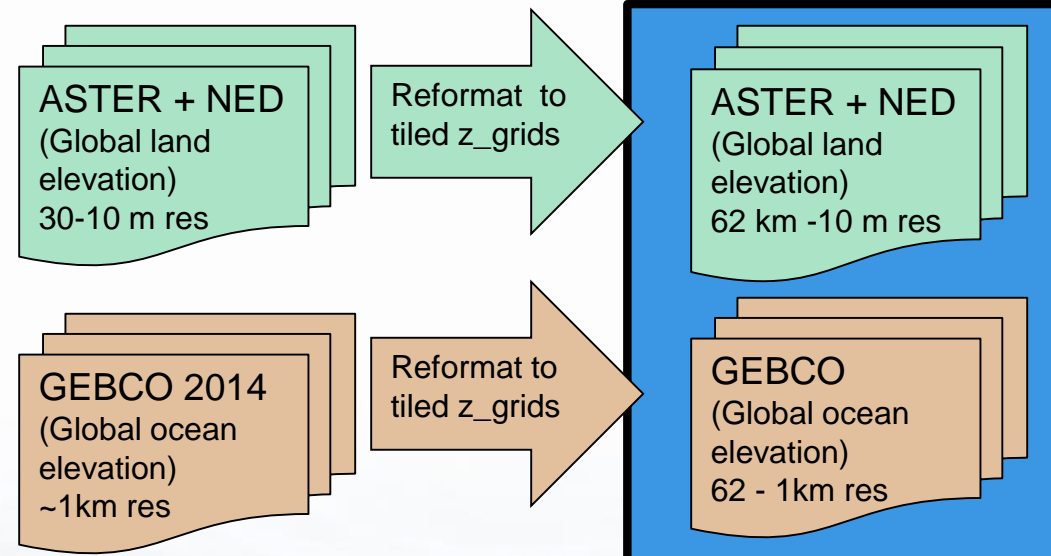 ASTER + NED
(Global land
elevation)
30-10 m res
Reformat to
tiled z_grids
ASTER + NED
(Global land
elevation)
62 km -10 m res
GEBCO 2014
(Global ocean
elevation)
~1km res
Reformat to
tiled z_grids
GEBCO
(Global ocean
elevation)
62 - 1km res